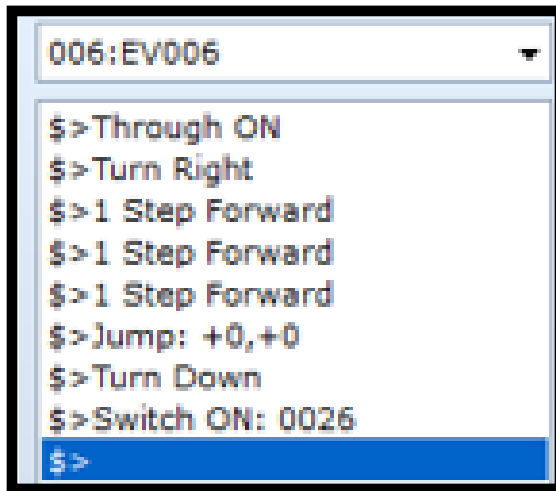 006:EV006
$>Through ON
$>Turn Right
$>1 Step Forward
$>1 Step Forward
$>1 Step Forward
$>Jump: +0,+0
$>Turn Down
$>Switch ON: 0026
$>